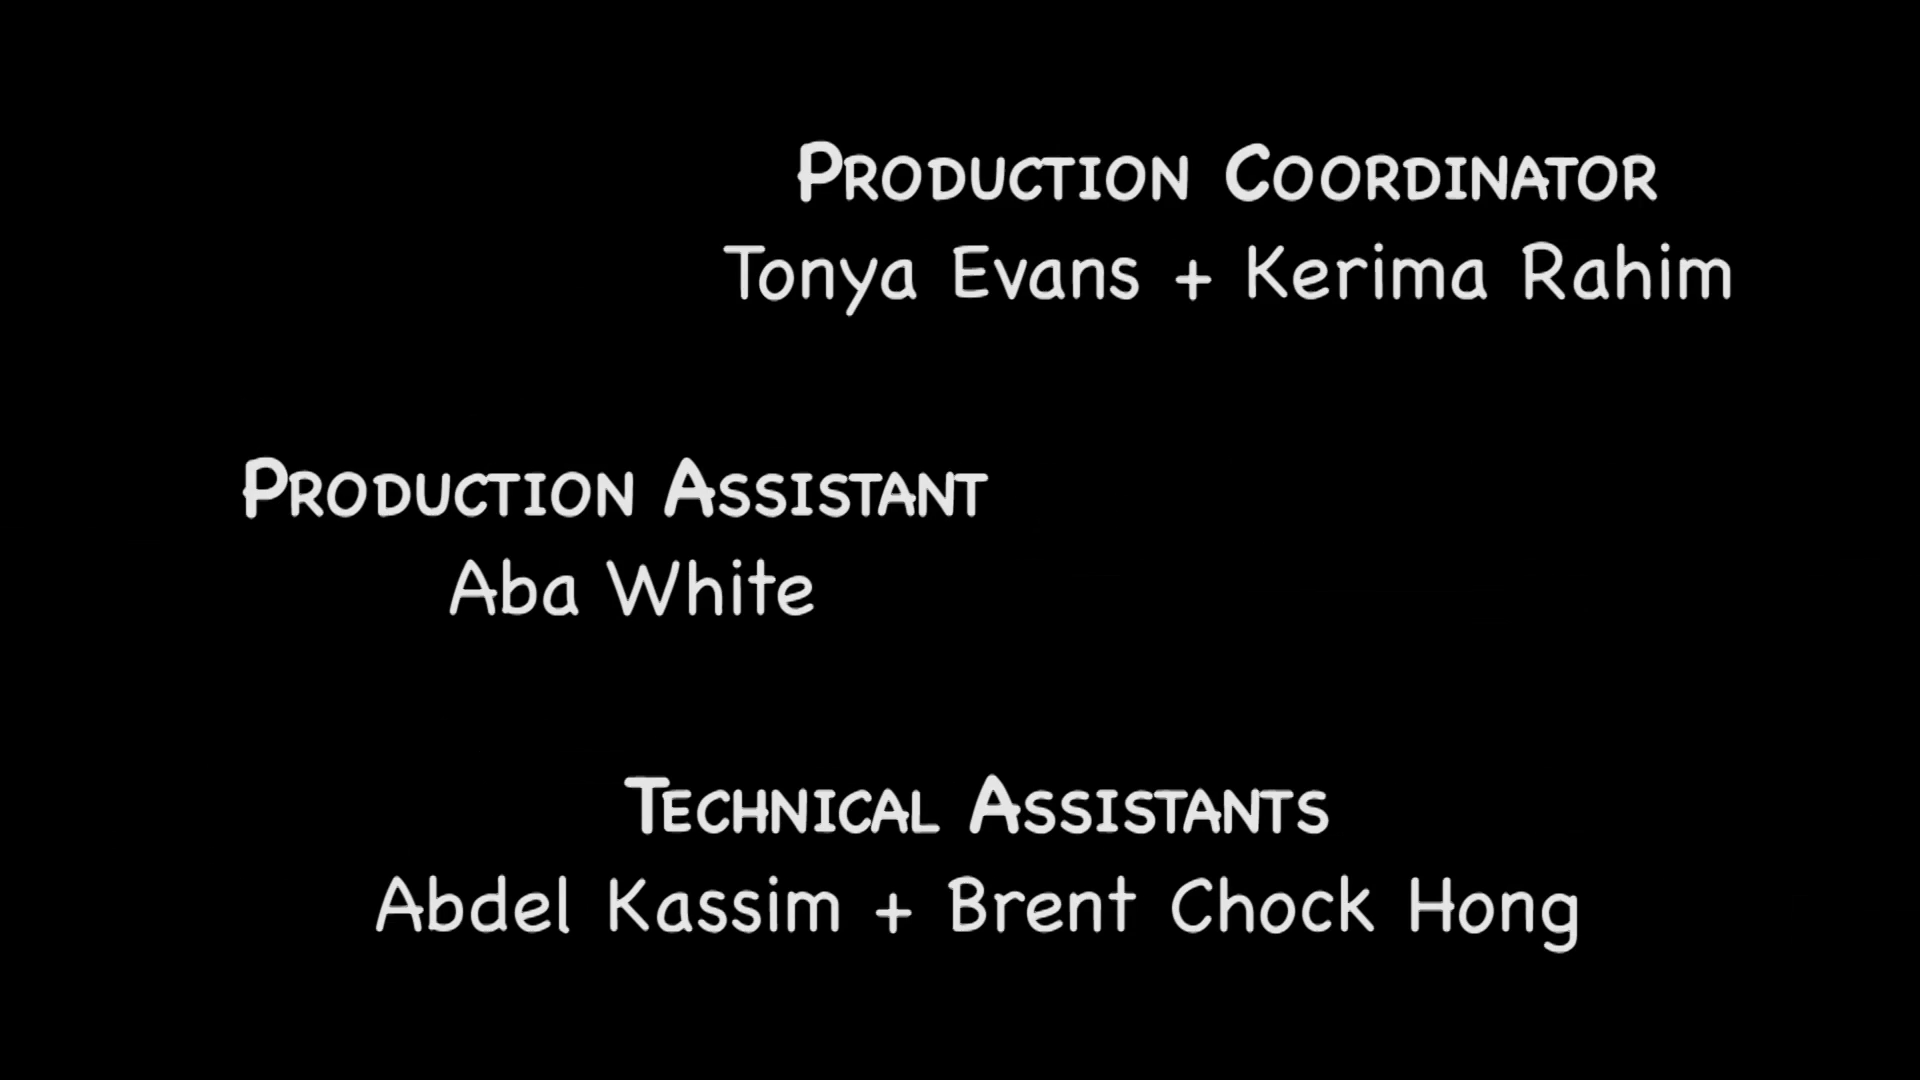 Production Coordinator
Tonya Evans + Kerima Rahim
Production Assistant
Aba White
Technical Assistants
Abdel Kassim + Brent Chock Hong